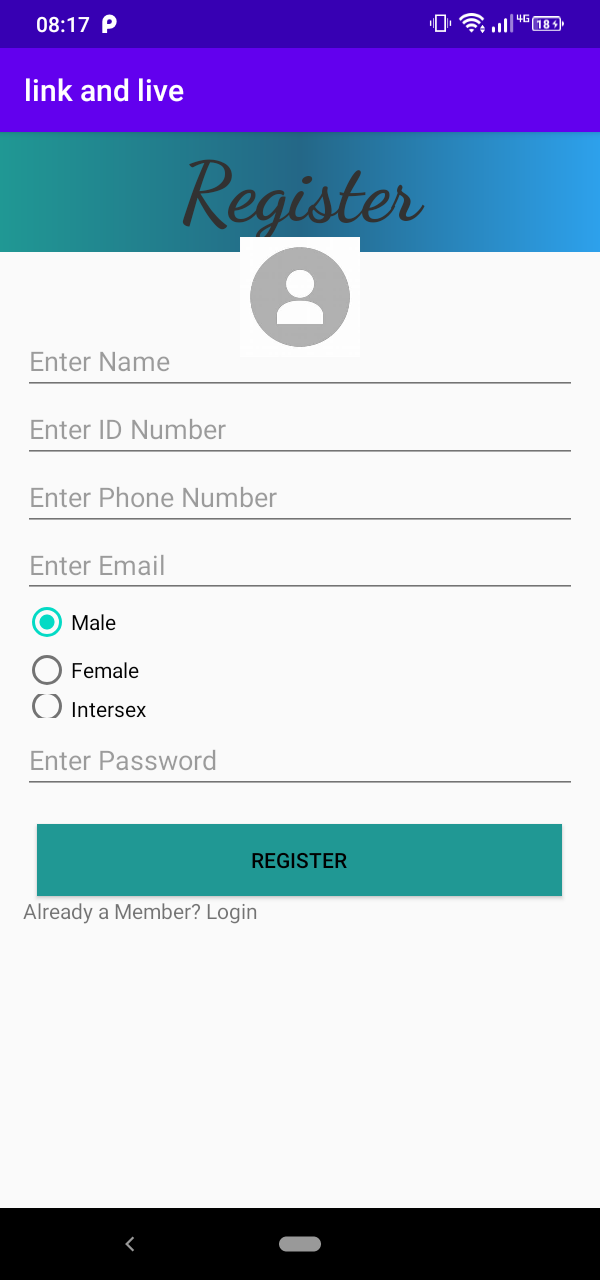 08:17
4G
18
link and live
Register
Enter Name
Enter ID Number
Enter Phone Number
Enter Email
Male
Female
Intersex
Enter Password
REGISTER
Already a Member? Login